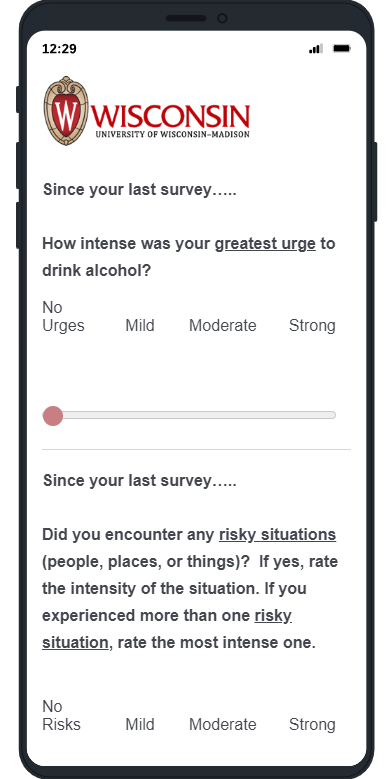 12:29
W
WISCONSIN
UNIVERSITY OF WISCONSIN–MADISON
Since your last survey.….
How intense was your greatest urge to
drink alcohol?
No
Urges Mild Moderate Strong
Since your last survey.….
Did you encounter any risky situations
(people, places, or things)?  If yes, rate
the intensity of the situation. If you
experienced more than one risky
situation, rate the most intense one.
No
Risks Mild Moderate Strong